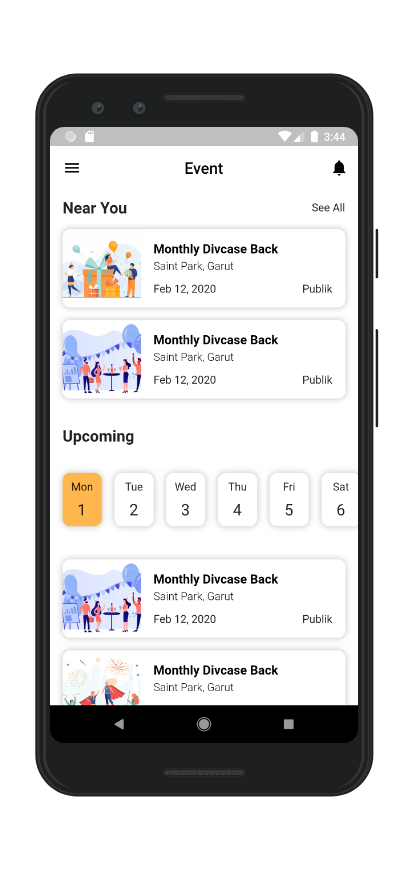 3:44
Event
Near You See All
Monthly Divcase Back
Saint Park, Garut
Feb 12, 2020 Publik
Monthly Divcase Back
Saint Park, Garut
Feb 12, 2020 Publik
Upcoming
Mon Tue Wed Thu Fri Sat
1 2 3 4 5 6
Monthly Divcase Back
Saint Park, Garut
Feb 12, 2020 Publik
Monthly Divcase Back
Saint Park, Garut